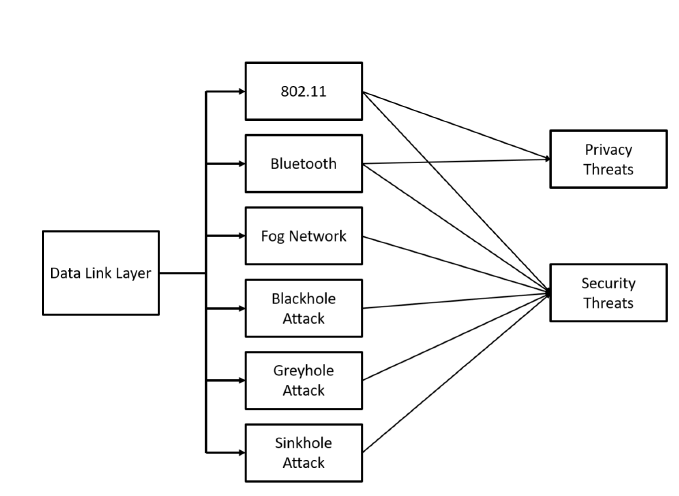 802.11
Bluetooth
Privacy
Threats
Fog Network
Data Link Layer
Blackhole
Attack
Security
Threats
Greyhole
Attack
Sinkhole
Attack